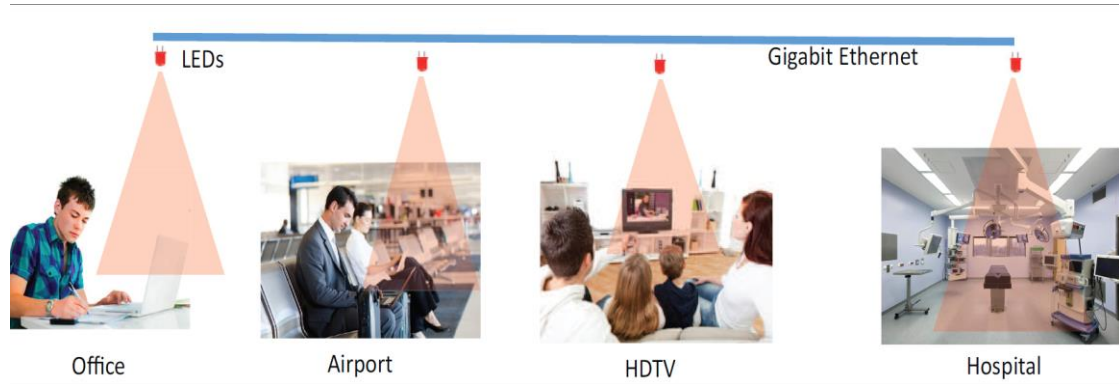 LEDs
Gigabit Ethernet
Office
Airport
HDTV
Hospital